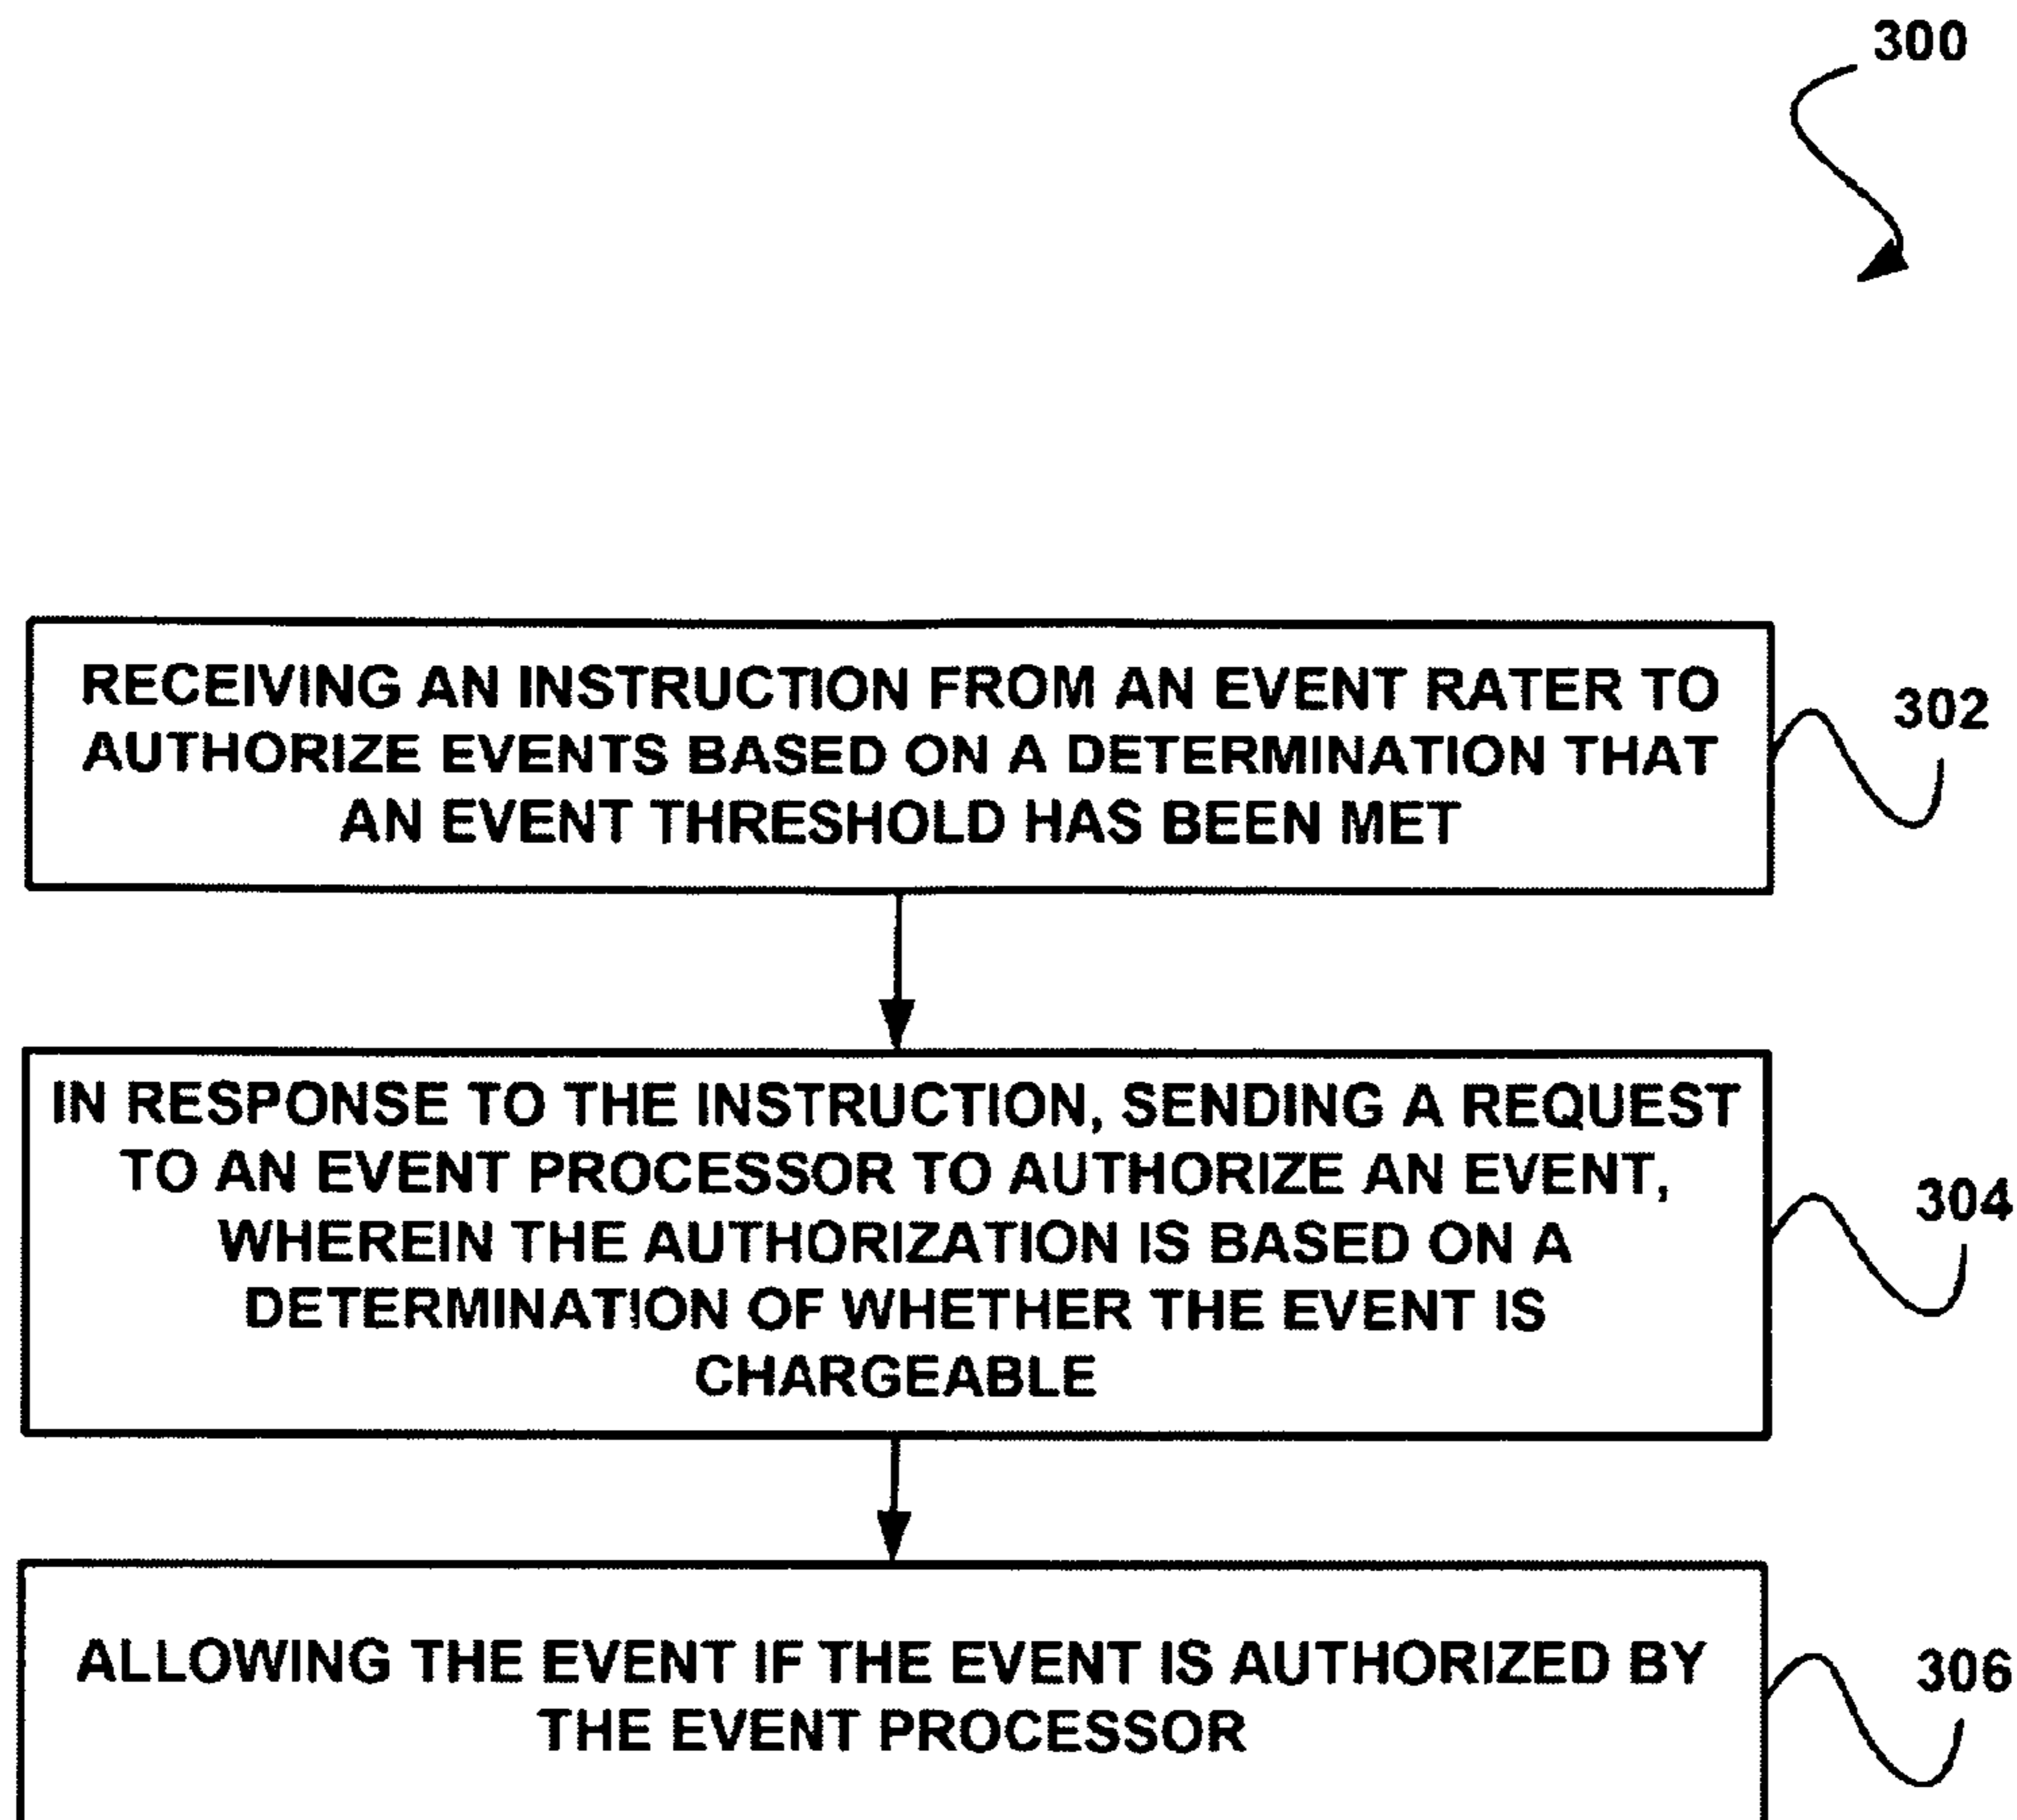 300
RECEIVING AN INSTRUCTION FROM AN EVENT RATER TO
AUTHORIZE EVENTS BASED ON A DETERMINATION THAT
AN EVENT THRESHOLD HAS BEEN MET
302
IN RESPONSE TO THE INSTRUCTION, SENDING A REQUEST
TO AN EVENT PROCESSOR TO AUTHORIZE AN EVENT,
WHEREIN THE AUTHORIZATION IS BASED ON A
DETERMINATION OF WHETHER THE EVENT IS
CHARGEABLE
304
ALLOWING THE EVENT IF THE EVENT IS AUTHORIZED BY
THE EVENT PROCESSOR
306